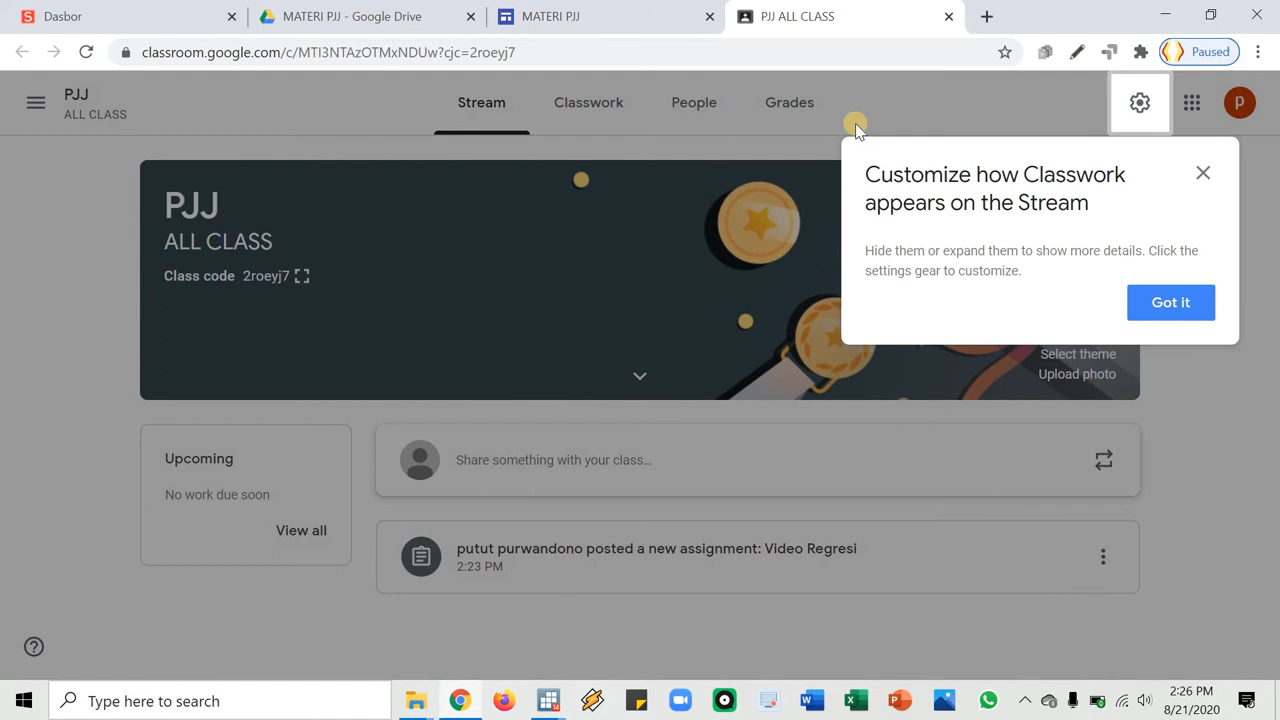 Dasbor
MATERI PJJ - Google Drive
MATERI PJJ
PJJ ALL CLASS
classroom.google.com/c/MTI3NTAzOTMxNDUw?cjc=2roeyj7
Paused
PJJ
ALL CLASS
Stream
Classwork
People
Grades
p
Customize how Classwork
appears on the Stream
Hide them or expand them to show more details. Click the
settings gear to customize.
Got it
PJJ
ALL CLASS
Class code 2roeyj7
Select theme
Upload photo
Upcoming
No work due soon
View all
Share something with your class...
putut purwandono posted a new assignment: Video Regresi
2:23 PM
Type here to search
2:26 PM
8/21/2020